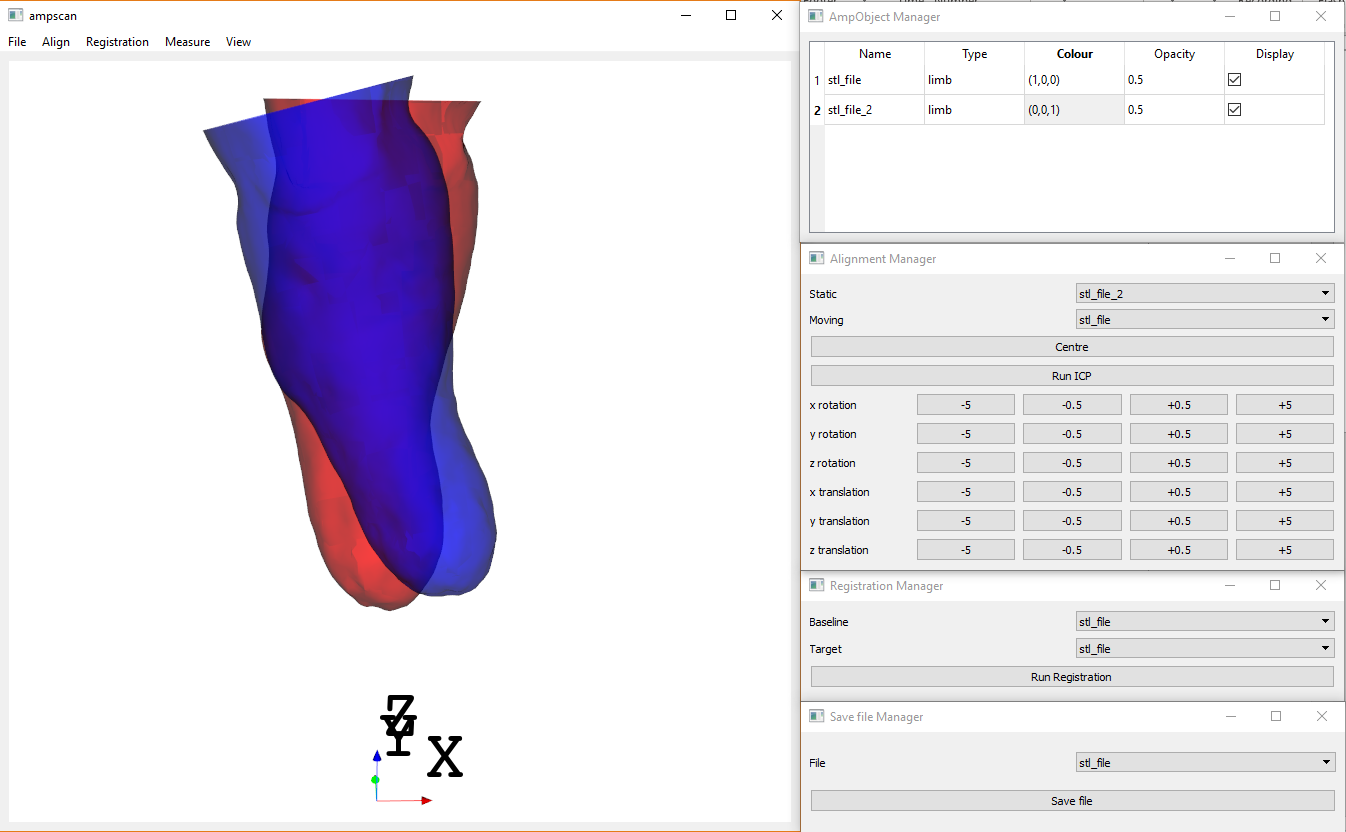 ampscan
File Align Registration Measure View
Z
Y
X
AmpObject Manager
Name Type Colour Opacity Display
1 stl_file limb (1,0,0) 0.5
2 stl_file_2 limb (0,0,1) 0.5
Alignment Manager
Static stl_file_2
Moving stl_file
Centre
Run ICP
x rotation -5 -0.5 +0.5 +5
y rotation -5 -0.5 +0.5 +5
z rotation -5 -0.5 +0.5 +5
x translation -5 -0.5 +0.5 +5
y translation -5 -0.5 +0.5 +5
z translation -5 -0.5 +0.5 +5
Registration Manager
Baseline stl_file
Target stl_file
Run Registration
Save file Manager
File stl_file
Save file